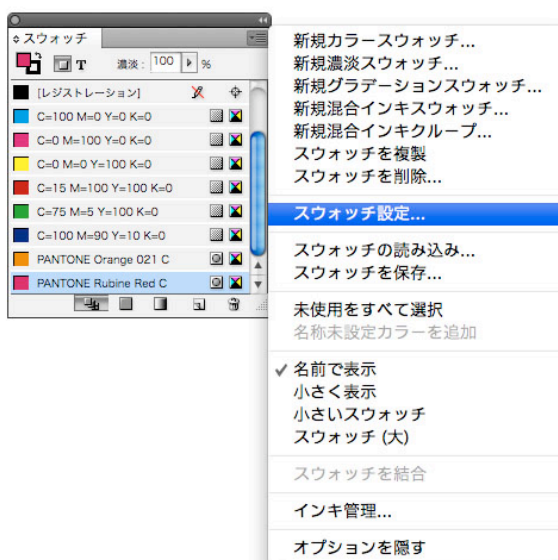 スウォッチ
T 濃淡: 100 %
[レジストレーション]
C=100 M=0 Y=0 K=0
C=0 M=100 Y=0 K=0
C=0 M=0 Y=100 K=0
C=15 M=100 Y=100 K=0
C=75 M=5 Y=100 K=0
C=100 M=90 Y=10 K=0
PANTONE Orange 021 C
PANTONE Rubine Red C
新規カラースウォッチ...
新規濃淡スウォッチ...
新規グラデーションスウォッチ...
新規混合インキスウォッチ...
新規混合インキグループ...
スウォッチを複製
スウォッチを削除...
スウォッチ設定...
スウォッチの読み込み...
スウォッチを保存...
未使用をすべて選択
名称未設定カラーを追加
名前で表示
小さく表示
小さいスウォッチ
スウォッチ (大)
スウォッチを結合
インキ管理...
オプションを隠す